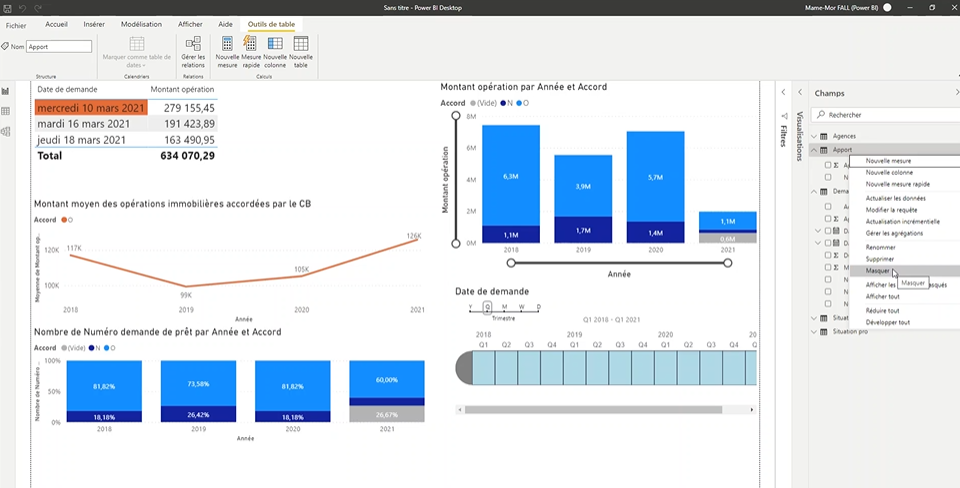 Sans titre - Power BI Desktop
Mame-Mor FALL (Power BI)
Fichier Accueil Insérer Modélisation Afficher Aide Outils de table
Nom Apport
Marquer comme table de dates
Gérer les relations
Nouvelle mesure
Mesure rapide
Nouvelle colonne
Nouvelle table
Structure
Calendriers
Relations
Calculs
Date de demande Montant opération
mercredi 10 mars 2021 279 155,45
mardi 16 mars 2021 191 423,89
jeudi 18 mars 2021 163 490,95
Total 634 070,29
Montant moyen des opérations immobilières accordées par le CB
Accord O
Moyenne de Montant op...
120K
100K
117K
99K
105K
126K
2018 2019 2020 2021
Année
Nombre de Numéro demande de prêt par Année et Accord
Accord (Vide) N O
Nombre de Numéro ...
100%
50%
0%
81,82% 73,58% 81,82% 60,00%
18,18% 26,42% 18,18% 26,67%
2018 2019 2020 2021
Année
Montant opération par Année et Accord
Accord (Vide) N O
Montant opération
8M
6M
4M
2M
0M
6,3M 3,9M 5,7M 1,1M
1,1M 1,7M 1,4M 0,6M
2018 2019 2020 2021
Année
Date de demande
Y Q M W D
Trimestre
Q1 2018 - Q1 2021
2018 2019 2020 20
Q1 Q2 Q3 Q4 Q1 Q2 Q3 Q4 Q1 Q2 Q3 Q4 Q
Filtres
Visualisations
Champs
Rechercher
Agences
Apport
Dema
Situat
Situation pro
Nouvelle mesure
Nouvelle colonne
Nouvelle mesure rapide
Actualiser les données
Modifier la requête
Actualisation incrémentielle
Gérer les agrégations
Renommer
Supprimer
Masquer
Masquer
Afficher les
asqués
Afficher tout
Réduire tout
Développer tout